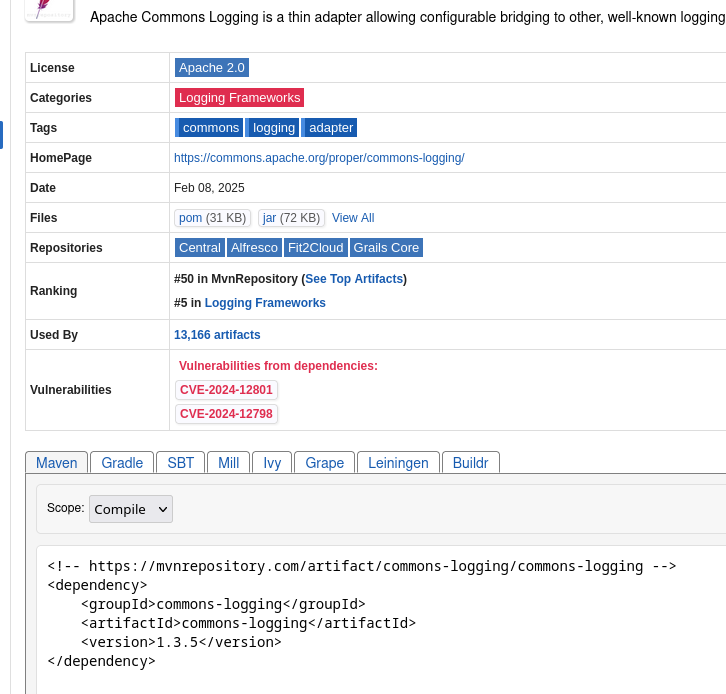 Apache Commons Logging is a thin adapter allowing configurable bridging to other, well-known logging
License Apache 2.0
Categories Logging Frameworks
Tags commons logging adapter
HomePage https://commons.apache.org/proper/commons-logging/
Date Feb 08, 2025
Files pom (31 KB) jar (72 KB) View All
Repositories Central Alfresco Fit2Cloud Grails Core
Ranking #50 in MvnRepository (See Top Artifacts)
#5 in Logging Frameworks
Used By 13,166 artifacts
Vulnerabilities Vulnerabilities from dependencies:
CVE-2024-12801
CVE-2024-12798
Maven Gradle SBT Mill Ivy Grape Leiningen Buildr
Scope: Compile
<!-- https://mvnrepository.com/artifact/commons-logging/commons-logging -->
<dependency>
    <groupId>commons-logging</groupId>
    <artifactId>commons-logging</artifactId>
    <version>1.3.5</version>
</dependency>